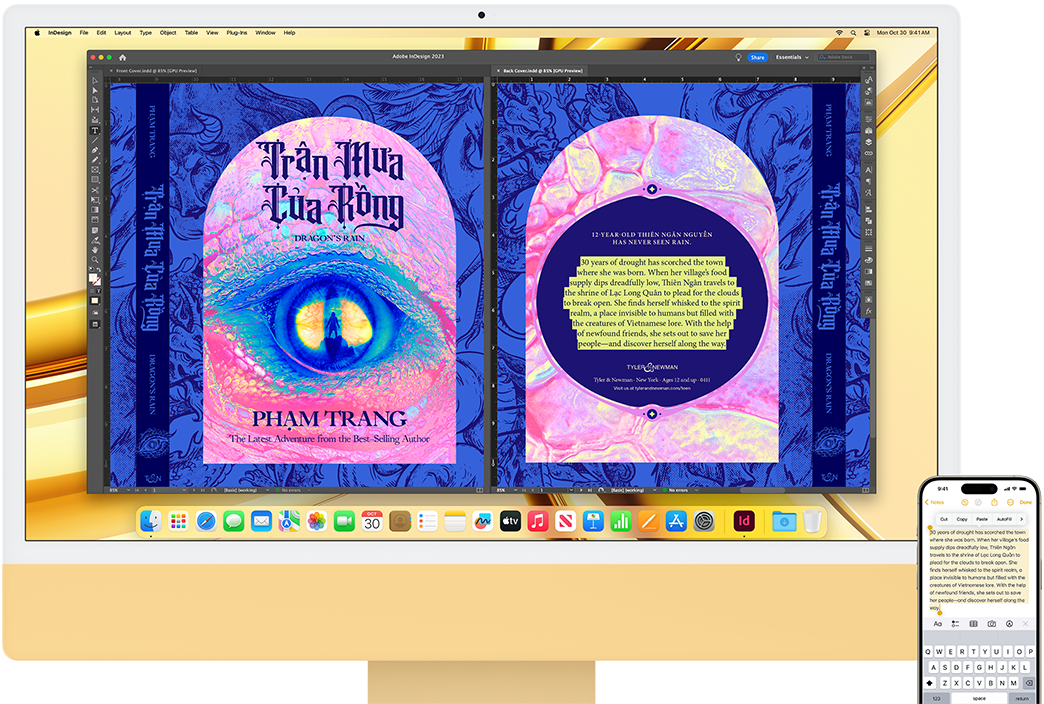 InDesign File Edit Layout Type Object Table View Plug-Ins Window Help
Mon Oct 30 9:41 AM
Adobe InDesign 2023
Share
Essentials
Front Cover.indd @ 85% [GPU Preview]
Back Cover.indd @ 85% [GPU Preview]
PHẠM TRANG
Trận Mưa Của Rồng
DRAGON'S RAIN
Trận Mưa
Của Rồng
DRAGON'S RAIN
PHẠM TRANG
The Latest Adventure from the Best-Selling Author
12-YEAR-OLD THIÊN NGÂN NGUYỄN
HAS NEVER SEEN RAIN.
30 years of drought has scorched the town
where she was born. When her village's food
supply dips dreadfully low, Thiên Ngân travels to
the shrine of Lạc Long Quân to plead for the clouds
to break open. She finds herself whisked to the spirit
realm, a place invisible to humans but filled with
the creatures of Vietnamese lore. With the help
of newfound friends, she sets out to save her
people—and discover herself along the way.
TYLER & NEWMAN
Tyler & Newman · New York · Ages 12 and up · 0411
Visit us at tylerandnewman.com/teen
PHẠM TRANG
Trận Mưa Của Rồng
DRAGON'S RAIN
85%
[Basic] (working)
No errors
85%
[Basic] (working)
No errors
OCT
30
tv
Id
9:41
Notes
Done
Cut Copy Paste AutoFill
30 years of drought has scorched the town
where she was born. When her village's food
supply dips dreadfully low, Thiên Ngân
travels to the shrine of Lạc Long Quân to
plead for the clouds to break open. She
finds herself whisked to the spirit realm, a
place invisible to humans but filled with the
creatures of Vietnamese lore. With the help
of newfound friends, she sets out to save
her people—and discover herself along the
way.
Aa
Q W E R T Y U I O P
A S D F G H J K L
Z X C V B N M
123 space return